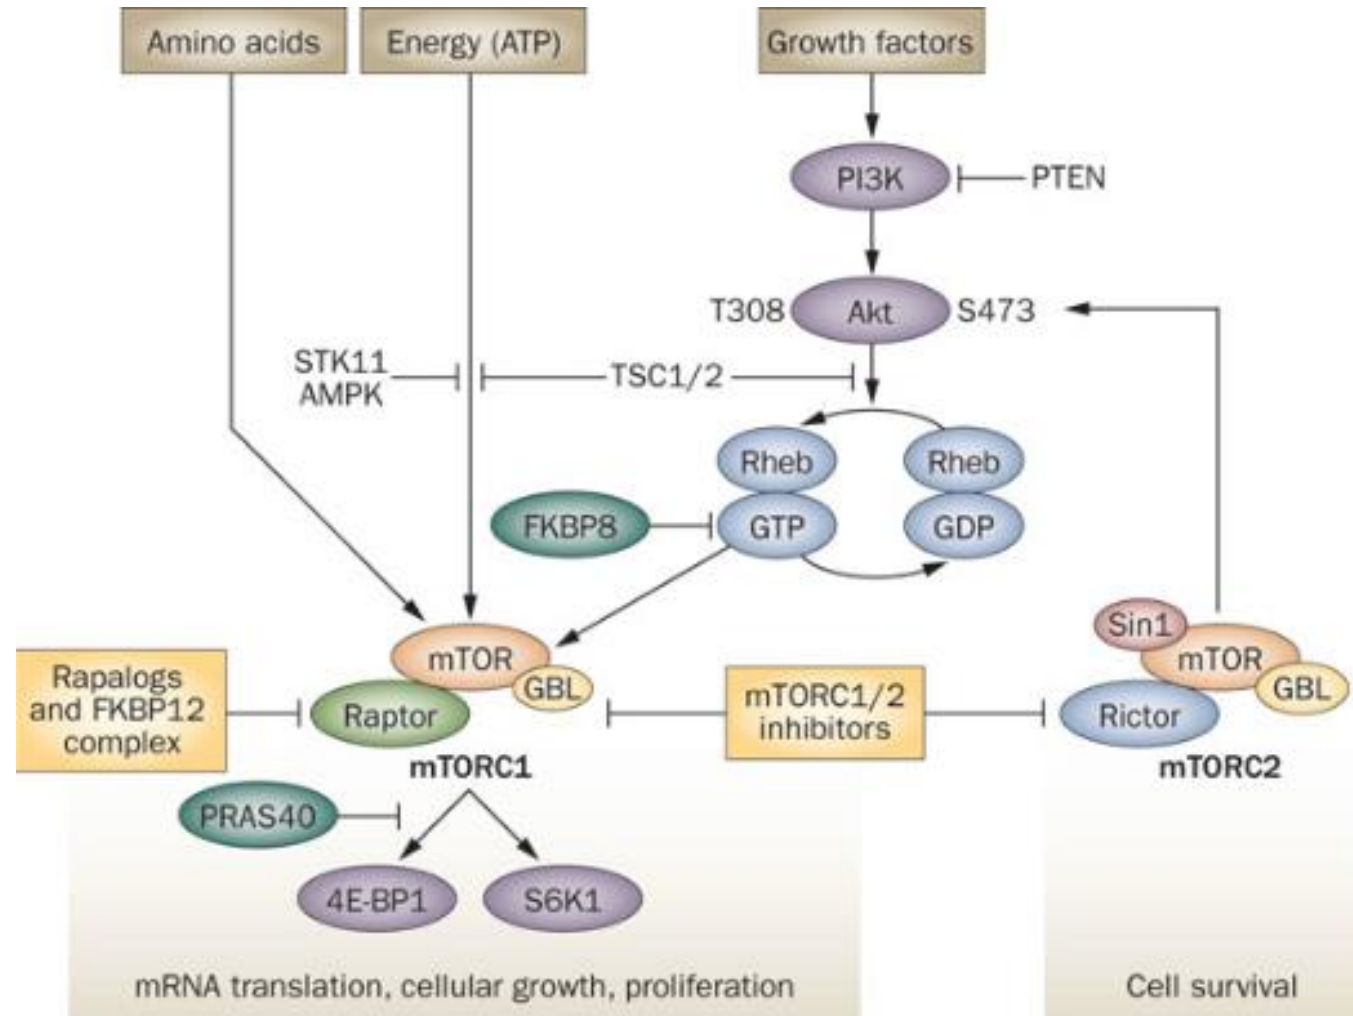 Amino acids
Energy (ATP)
Growth factors
PI3K
PTEN
T308
Akt
S473
STK11
AMPK
TSC1/2
Rheb
Rheb
FKBP8
GTP
GDP
Sin1
mTOR
GBL
Raptor
mTORC1
Rapalogs
and FKBP12
complex
mTORC1/2
inhibitors
mTOR
GBL
Rictor
mTORC2
PRAS40
4E-BP1
S6K1
mRNA translation, cellular growth, proliferation
Cell survival